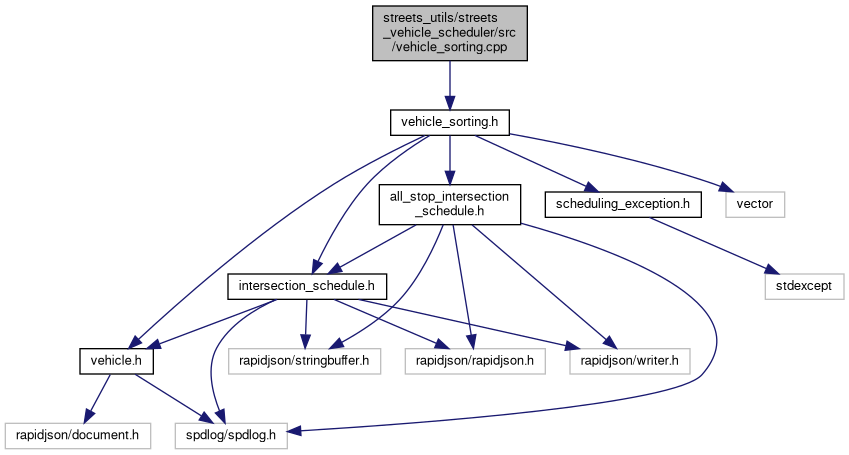 streets_utils/streets
_vehicle_scheduler/src
/vehicle_sorting.cpp
vehicle_sorting.h
all_stop_intersection
_schedule.h
scheduling_exception.h
vector
intersection_schedule.h
stdexcept
vehicle.h
rapidjson/stringbuffer.h
rapidjson/rapidjson.h
rapidjson/writer.h
rapidjson/document.h
spdlog/spdlog.h